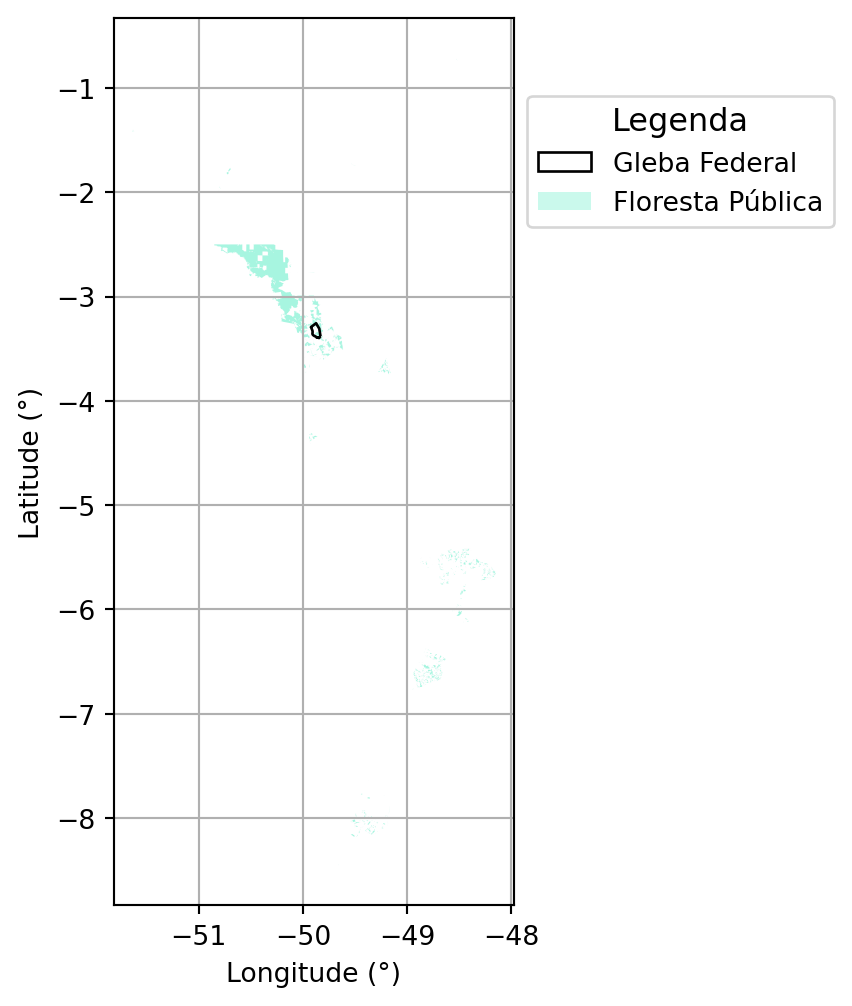 −1
−2
−3
−4
−5
−6
−7
−8
Latitude (°)
−51
−50
−49
−48
Longitude (°)
Legenda
Gleba Federal
Floresta Pública